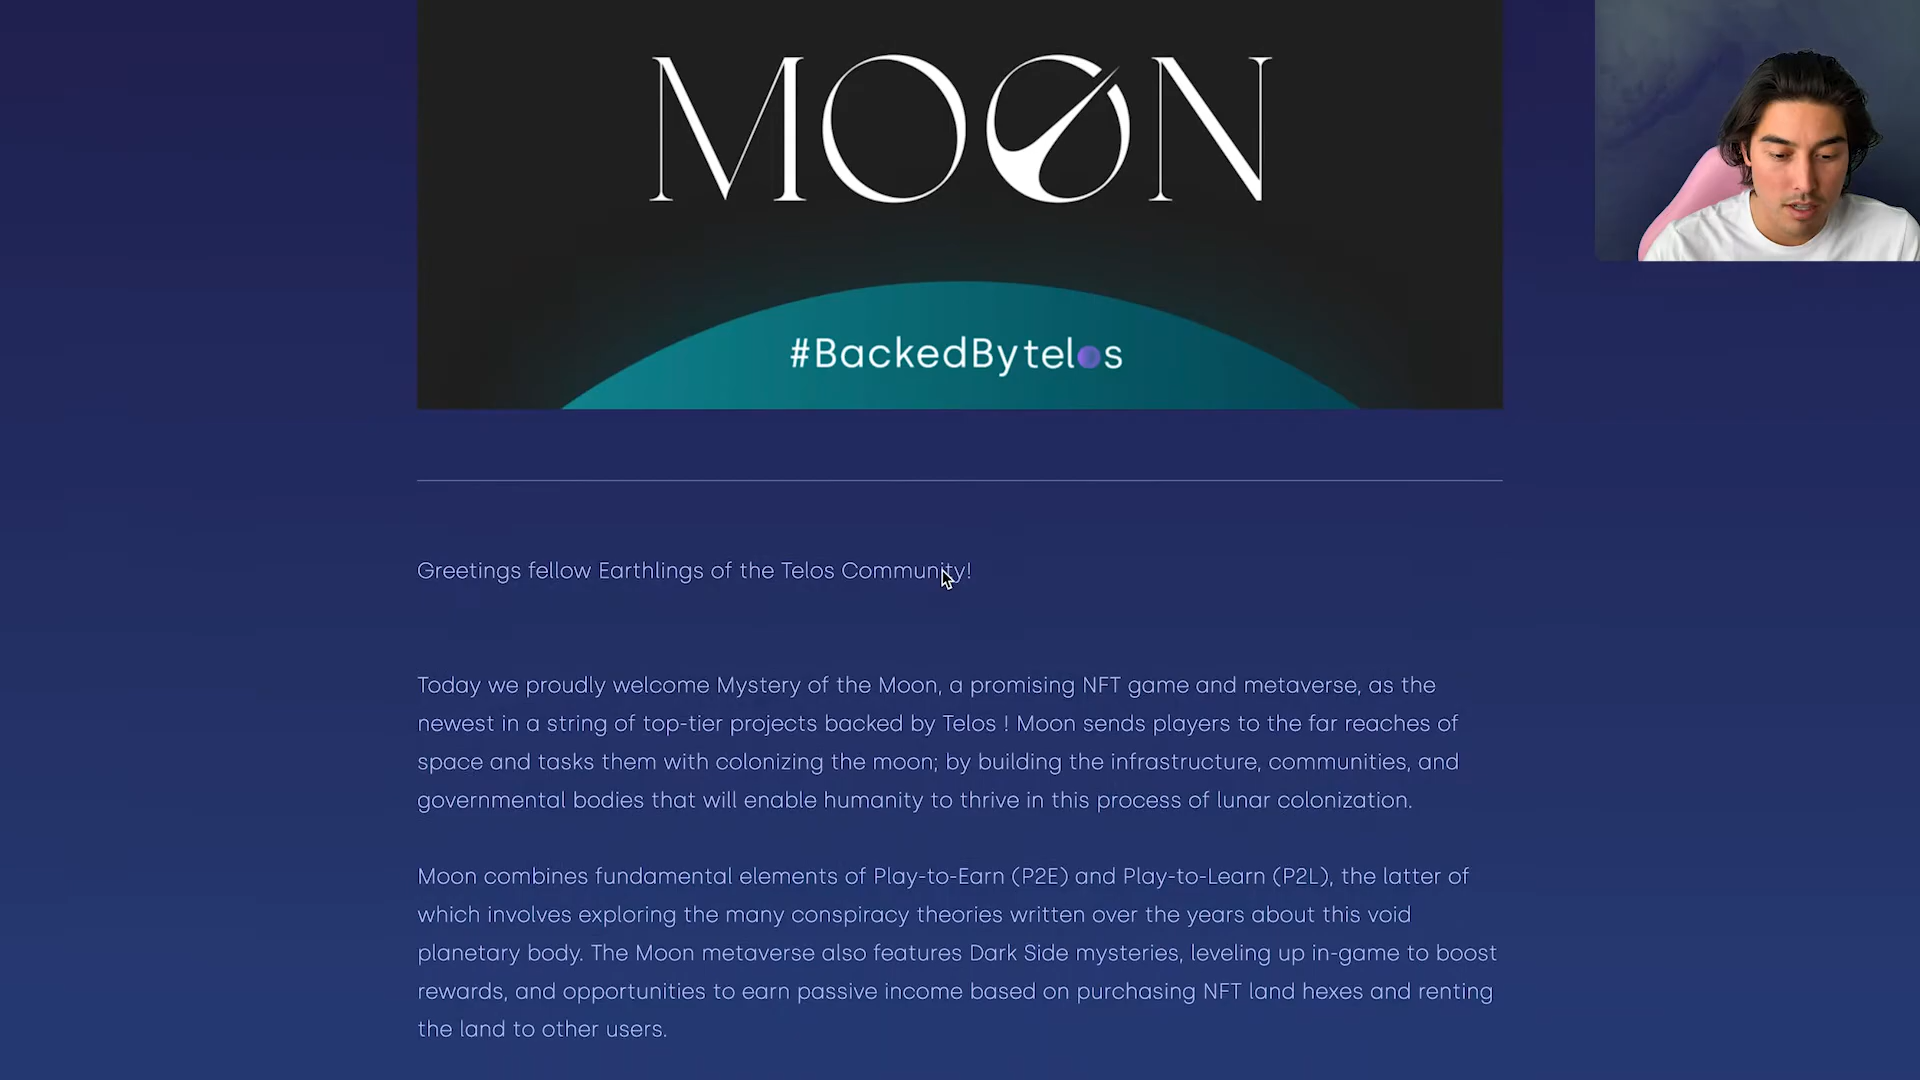 MOON
#BackedBytelos
Greetings fellow Earthlings of the Telos Community!
Today we proudly welcome Mystery of the Moon, a promising NFT game and metaverse, as the
newest in a string of top-tier projects backed by Telos ! Moon sends players to the far reaches of
space and tasks them with colonizing the moon; by building the infrastructure, communities, and
governmental bodies that will enable humanity to thrive in this process of lunar colonization.
Moon combines fundamental elements of Play-to-Earn (P2E) and Play-to-Learn (P2L), the latter of
which involves exploring the many conspiracy theories written over the years about this void
planetary body. The Moon metaverse also features Dark Side mysteries, leveling up in-game to boost
rewards, and opportunities to earn passive income based on purchasing NFT land hexes and renting
the land to other users.